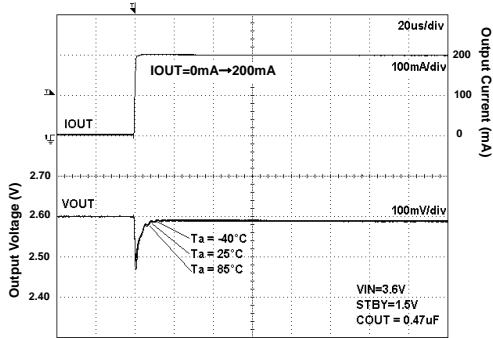 20us/div
200
100mA/div
IOUT=0mA→200mA
100
IOUT
0
Output Current (mA)
2.70
VOUT
100mV/div
2.60
Ta = -40°C
Ta = 25°C
2.50
Ta = 85°C
2.40
VIN=3.6V
STBY=1.5V
COUT = 0.47uF
Output Voltage (V)